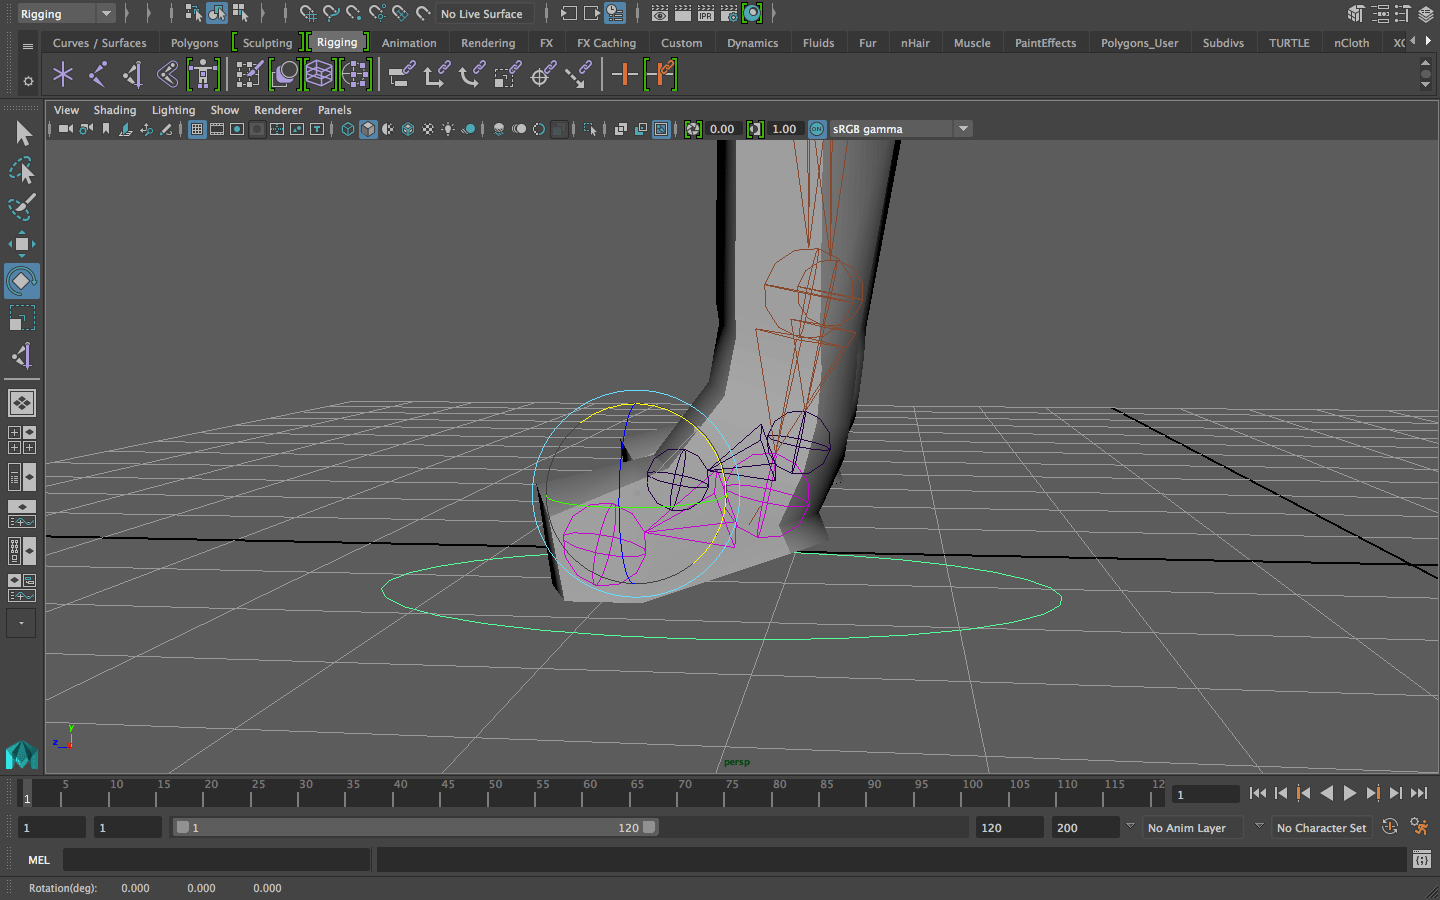 Rigging
No Live Surface
IPR
Curves / Surfaces Polygons Sculpting Rigging Animation Rendering FX FX Caching Custom Dynamics Fluids Fur nHair Muscle PaintEffects Polygons_User Subdivs TURTLE nCloth
View Shading Lighting Show Renderer Panels
0.00 1.00 ON sRGB gamma
y
z
persp
5 10 15 20 25 30 35 40 45 50 55 60 65 70 75 80 85 90 95 100 105 110 115 12
1
1
1 1 1 120 120 200 No Anim Layer No Character Set
MEL
Rotation(deg): 0.000 0.000 0.000